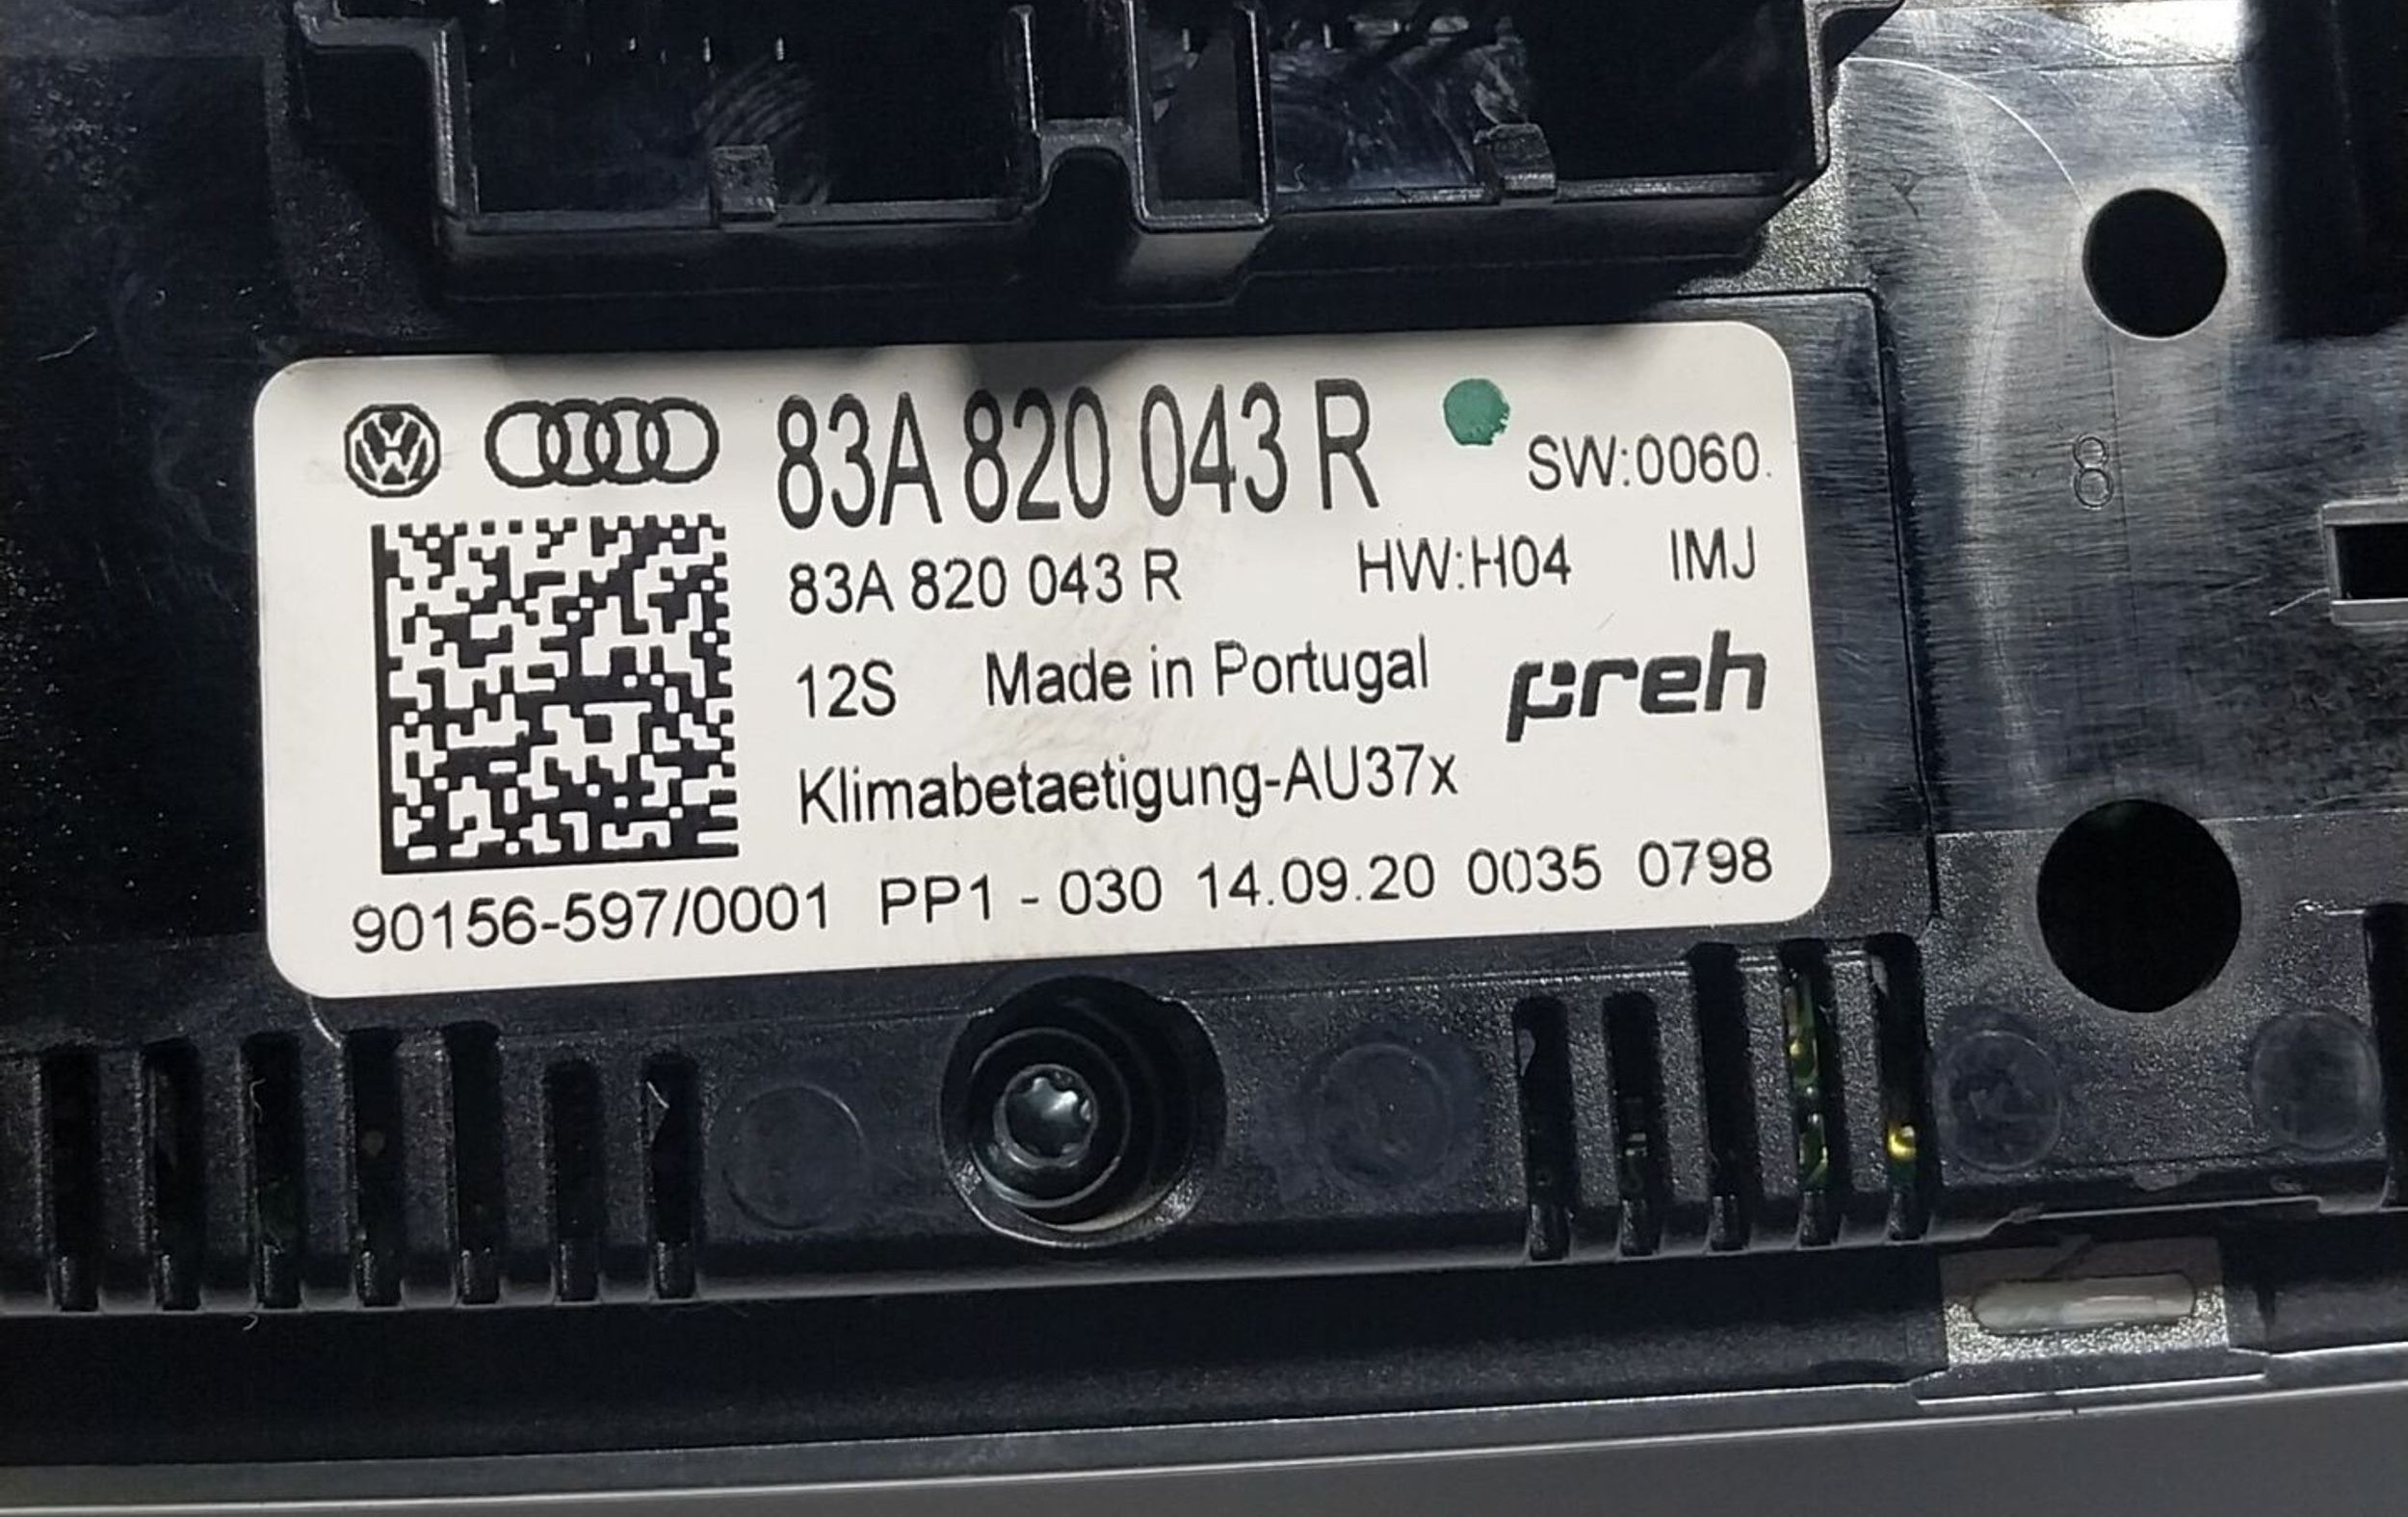 83A 820 043 R SW:0060.
83A 820 043 R HW:H04 IMJ
12S Made in Portugal preh
Klimabetaetigung-AU37x
90156-597/0001 PP1 - 030 14.09.20 0035 0798
8